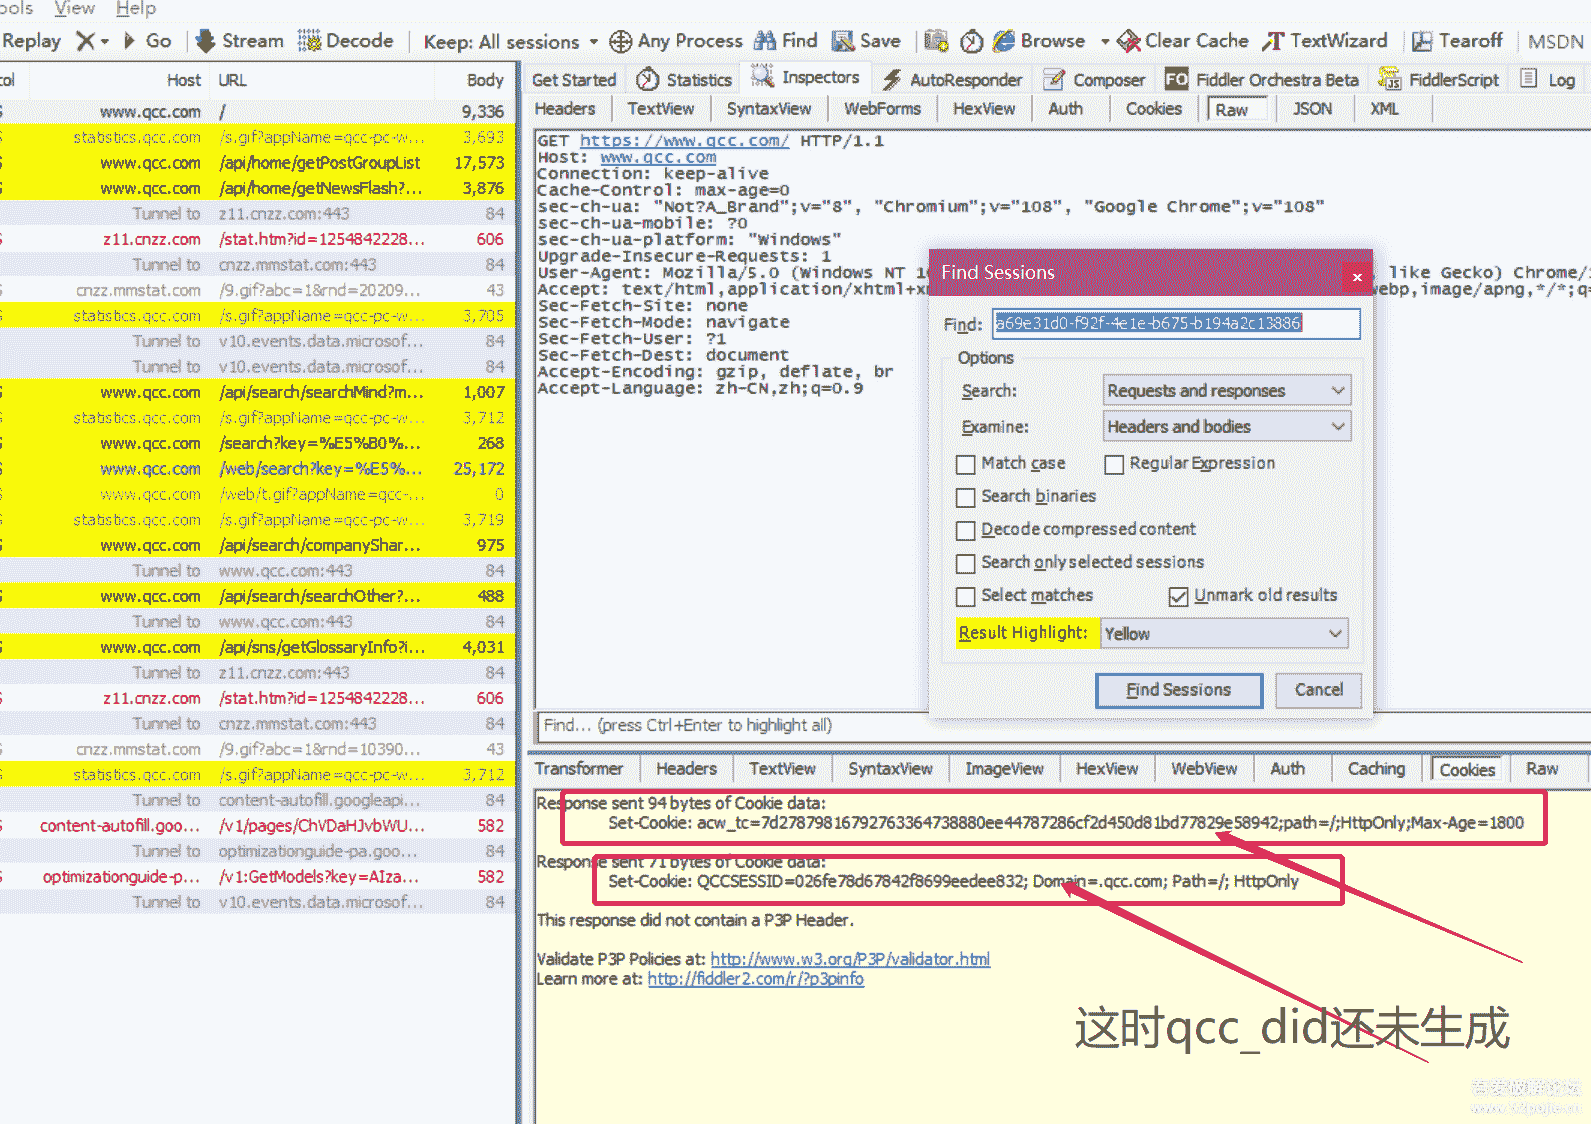 ools View Help
Replay Go Stream Decode Keep: All sessions Any Process Find Save Browse Clear Cache TextWizard Tearoff MSDN
col Host URL Body
www.qcc.com / 9,336
statistics.qcc.com /s.gif?appName=qcc-pc-w... 3,693
www.qcc.com /api/home/getPostGroupList 17,573
www.qcc.com /api/home/getNewsFlash?... 3,876
Tunnel to z11.cnzz.com:443 84
z11.cnzz.com /stat.htm?id=1254842228... 606
Tunnel to cnzz.mmstat.com:443 84
cnzz.mmstat.com /9.gif?abc=1&rnd=20209... 43
statistics.qcc.com /s.gif?appName=qcc-pc-w... 3,705
Tunnel to v10.events.data.microsof... 84
Tunnel to v10.events.data.microsof... 84
www.qcc.com /api/search/searchMind?m... 1,007
statistics.qcc.com /s.gif?appName=qcc-pc-w... 3,712
www.qcc.com /search?key=%E5%B0%... 268
www.qcc.com /web/search?key=%E5%... 25,172
www.qcc.com /web/t.gif?appName=qcc-... 0
statistics.qcc.com /s.gif?appName=qcc-pc-w... 3,719
www.qcc.com /api/search/companyShar... 975
Tunnel to www.qcc.com:443 84
www.qcc.com /api/search/searchOther?... 488
Tunnel to www.qcc.com:443 84
www.qcc.com /api/sns/getGlossaryInfo?i... 4,031
Tunnel to z11.cnzz.com:443 84
z11.cnzz.com /stat.htm?id=1254842228... 606
Tunnel to cnzz.mmstat.com:443 84
cnzz.mmstat.com /9.gif?abc=1&rnd=10390... 43
statistics.qcc.com /s.gif?appName=qcc-pc-w... 3,712
Tunnel to content-autofill.googleapi... 84
content-autofill.goo... /v1/pages/ChVDaHJvbWU... 582
Tunnel to optimizationguide-pa.goo... 84
optimizationguide-p... /v1:GetModels?key=AIza... 582
Tunnel to v10.events.data.microsof... 84
Get Started Statistics Inspectors AutoResponder Composer FO Fiddler Orchestra Beta FiddlerScript Log
Headers TextView SyntaxView WebForms HexView Auth Cookies Raw JSON XML
GET https://www.qcc.com/ HTTP/1.1
Host: www.qcc.com
Connection: keep-alive
Cache-Control: max-age=0
sec-ch-ua: "Not?A_Brand";v="8", "Chromium";v="108", "Google Chrome";v="108"
sec-ch-ua-mobile: ?0
sec-ch-ua-platform: "Windows"
Upgrade-Insecure-Requests: 1
User-Agent: Mozilla/5.0 (Windows NT 1 , like Gecko) Chrome/
Accept: text/html,application/xhtml+x webp,image/apng,*/*;q=
Sec-Fetch-Site: none
Sec-Fetch-Mode: navigate
Sec-Fetch-User: ?1
Sec-Fetch-Dest: document
Accept-Encoding: gzip, deflate, br
Accept-Language: zh-CN,zh;q=0.9
Find Sessions
Find: a69e31d0-f92f-4e1e-b675-b194a2c13886
Options
Search: Requests and responses
Examine: Headers and bodies
Match case Regular Expression
Search binaries
Decode compressed content
Search only selected sessions
Select matches Unmark old results
Result Highlight: Yellow
Find Sessions Cancel
Find... (press Ctrl+Enter to highlight all)
Transformer Headers TextView SyntaxView ImageView HexView WebView Auth Caching Cookies Raw
Response sent 94 bytes of Cookie data:
Set-Cookie: acw_tc=7d27879816792763364738880ee44787286cf2d450d81bd77829e58942;path=/;HttpOnly;Max-Age=1800
Response sent 71 bytes of Cookie data:
Set-Cookie: QCCSESSID=026fe78d67842f8699eedee832; Domain=.qcc.com; Path=/; HttpOnly
This response did not contain a P3P Header.
Validate P3P Policies at: http://www.w3.org/P3P/validator.html
Learn more at: http://fiddler2.com/r/?p3pinfo
这时qcc_did还未生成